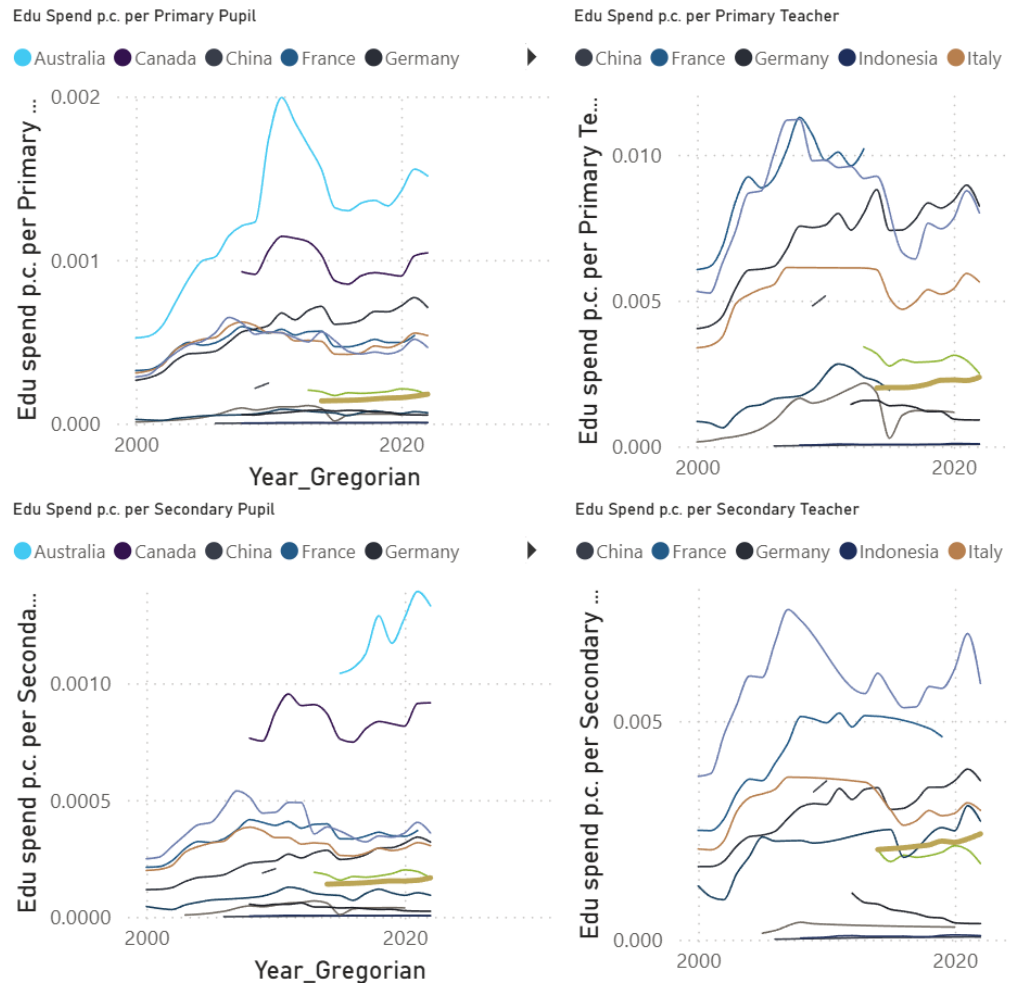 Edu Spend p.c. per Primary Pupil
Australia Canada China France Germany
Edu spend p.c. per Primary ...
0.002
0.001
0.000
2000 2020
Year_Gregorian
Edu Spend p.c. per Primary Teacher
China France Germany Indonesia Italy
Edu spend p.c. per Primary Te...
0.010
0.005
0.000
2000 2020
Edu Spend p.c. per Secondary Pupil
Australia Canada China France Germany
Edu spend p.c. per Seconda...
0.0010
0.0005
0.0000
2000 2020
Year_Gregorian
Edu Spend p.c. per Secondary Teacher
China France Germany Indonesia Italy
Edu spend p.c. per Secondary ...
0.005
0.000
2000 2020